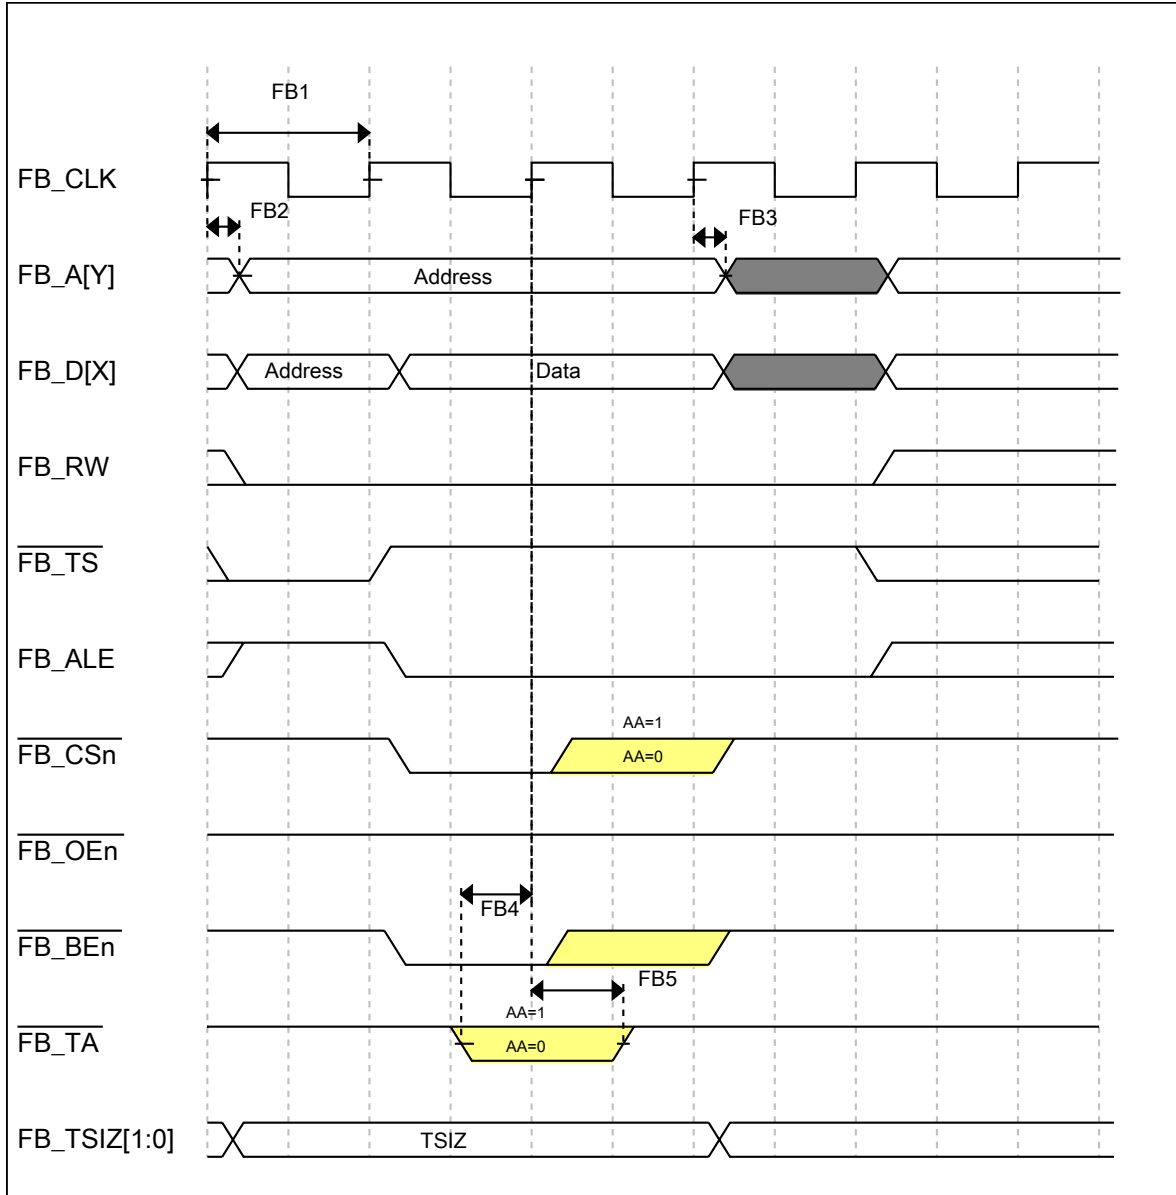 FB1
FB_CLK
FB2
FB3
FB_A[Y]
Address
FB_D[X]
Address
Data
FB_RW
FB_TS
FB_ALE
AA=1
FB_CSn
AA=0
FB_OEn
FB4
FB_BEn
FB5
AA=1
FB_TA
AA=0
FB_TSIZ[1:0]
TSIZ